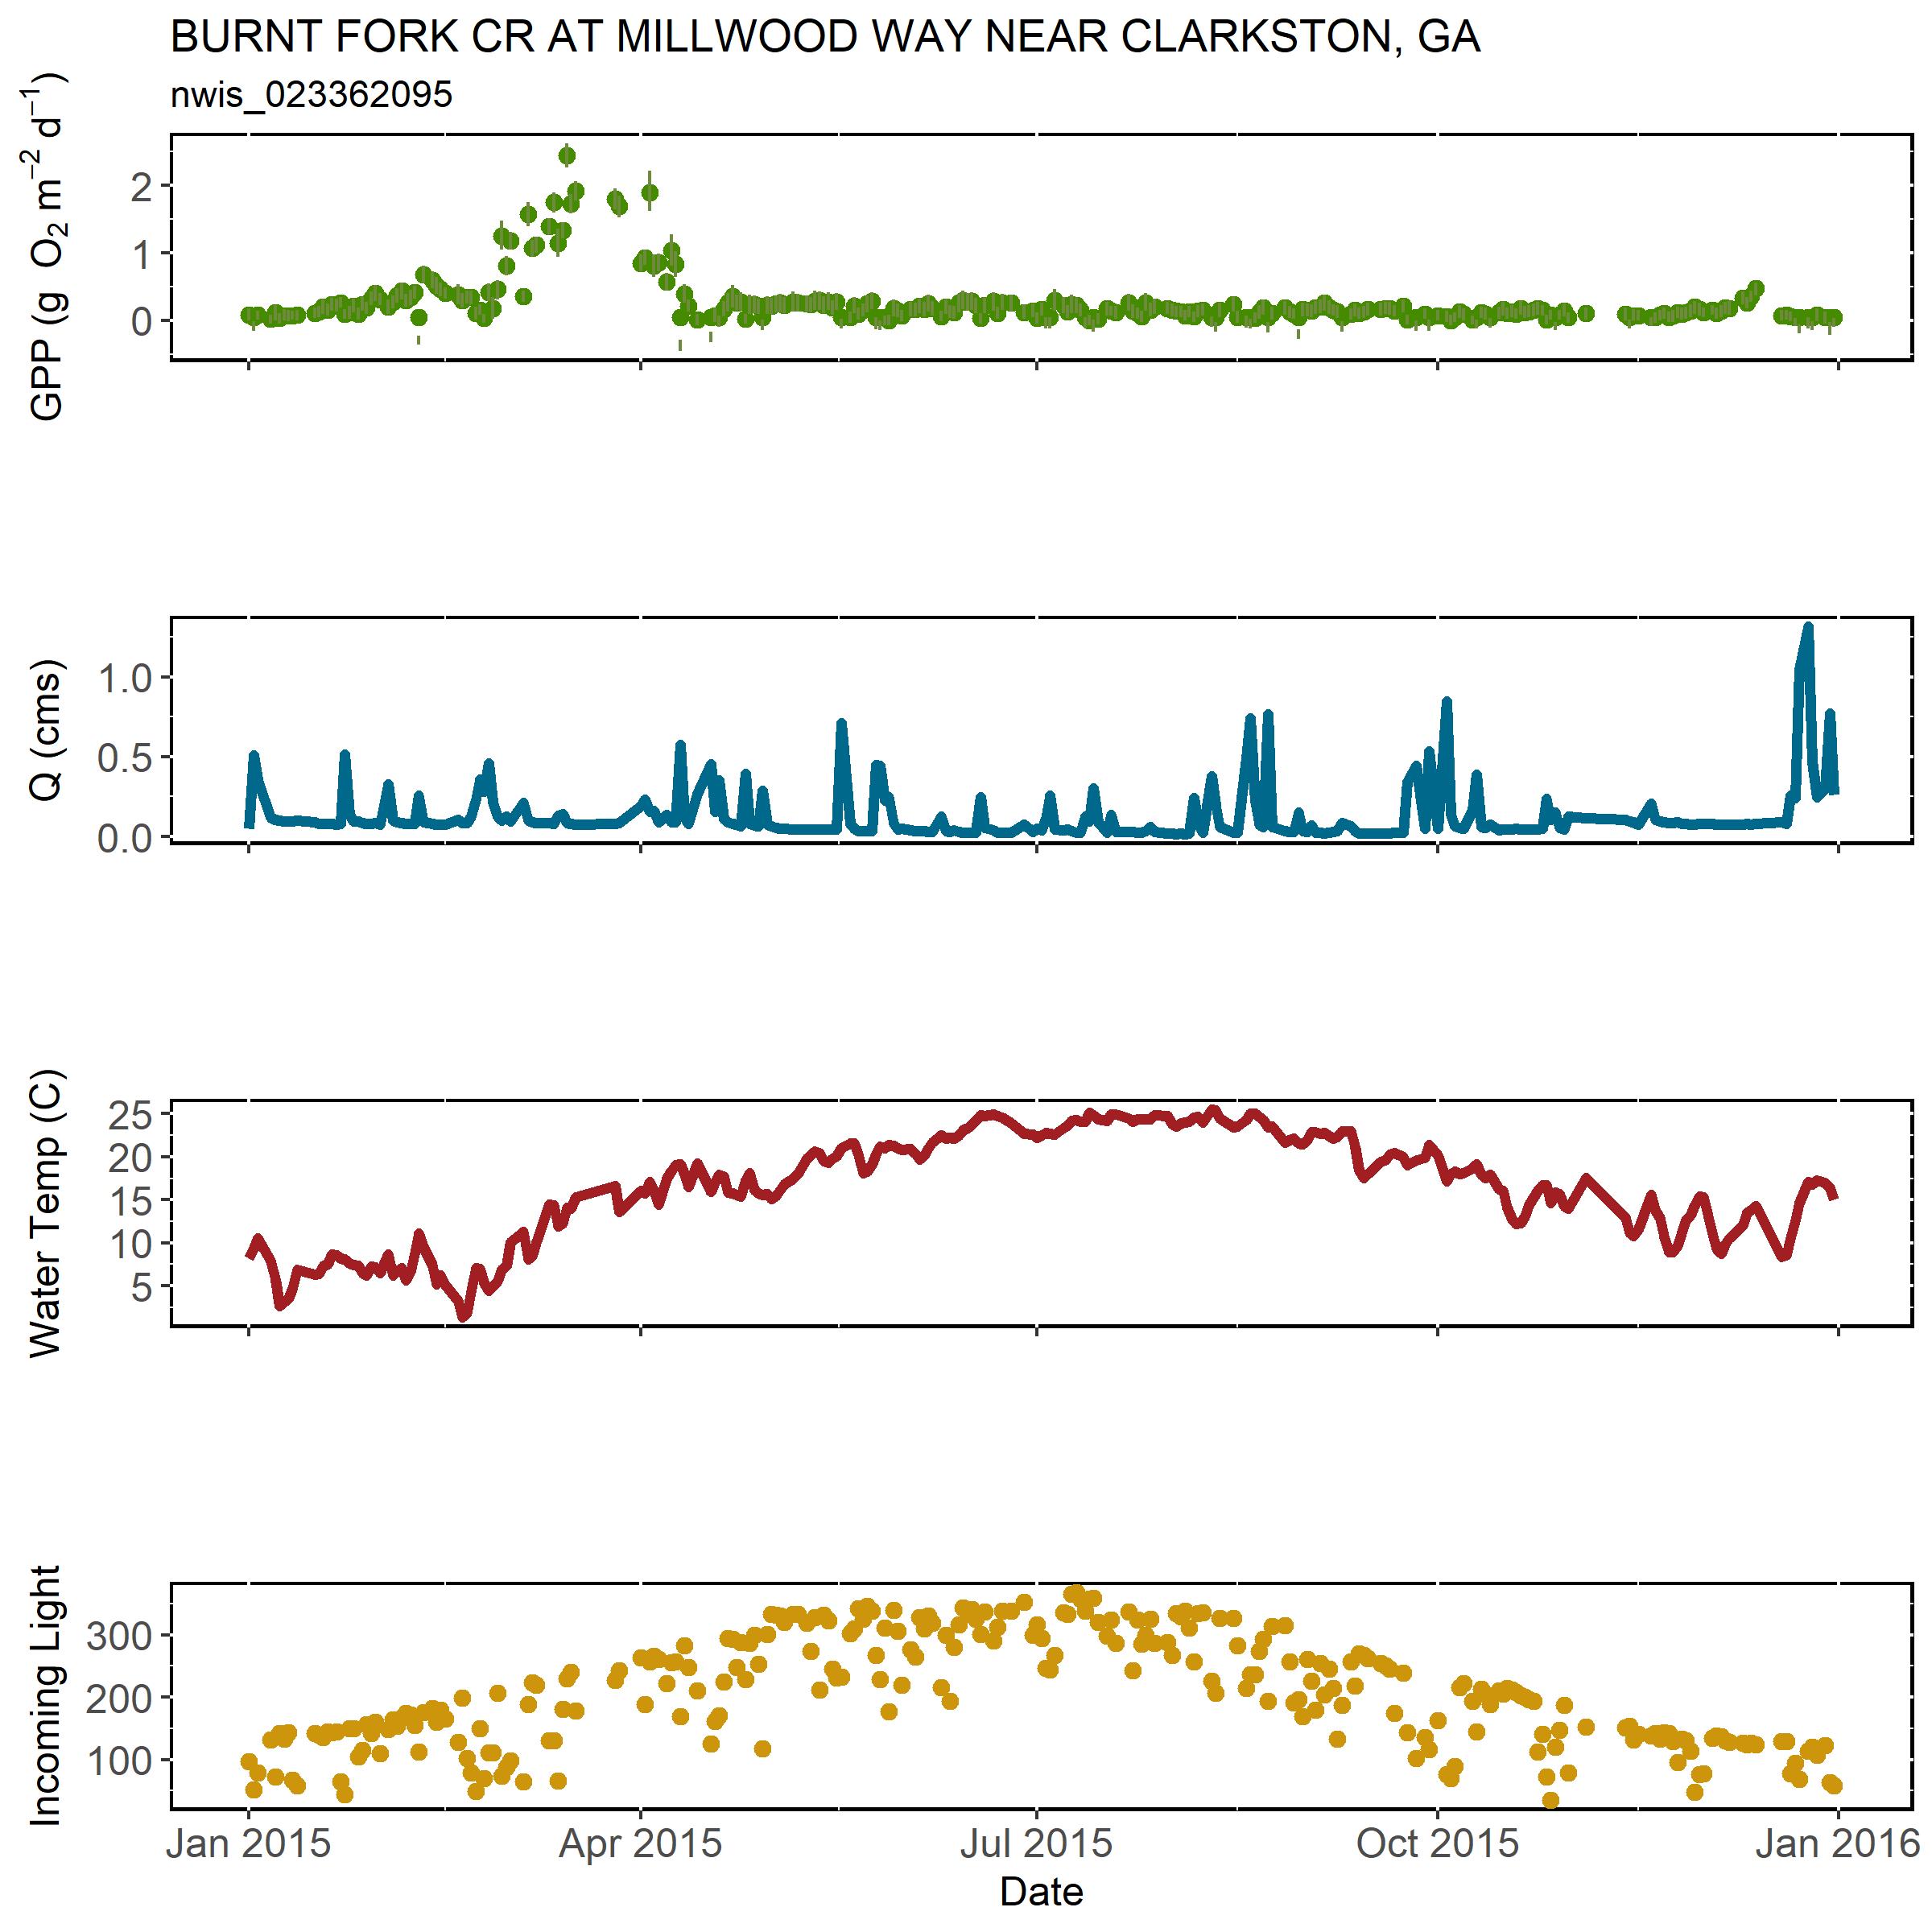 BURNT FORK CR AT MILLWOOD WAY NEAR CLARKSTON, GA
nwis_023362095
GPP (g O₂ m⁻² d⁻¹)
2
1
0
Q (cms)
1.0
0.5
0.0
Water Temp (C)
25
20
15
10
5
Incoming Light
300
200
100
Jan 2015 Apr 2015 Jul 2015 Oct 2015 Jan 2016
Date